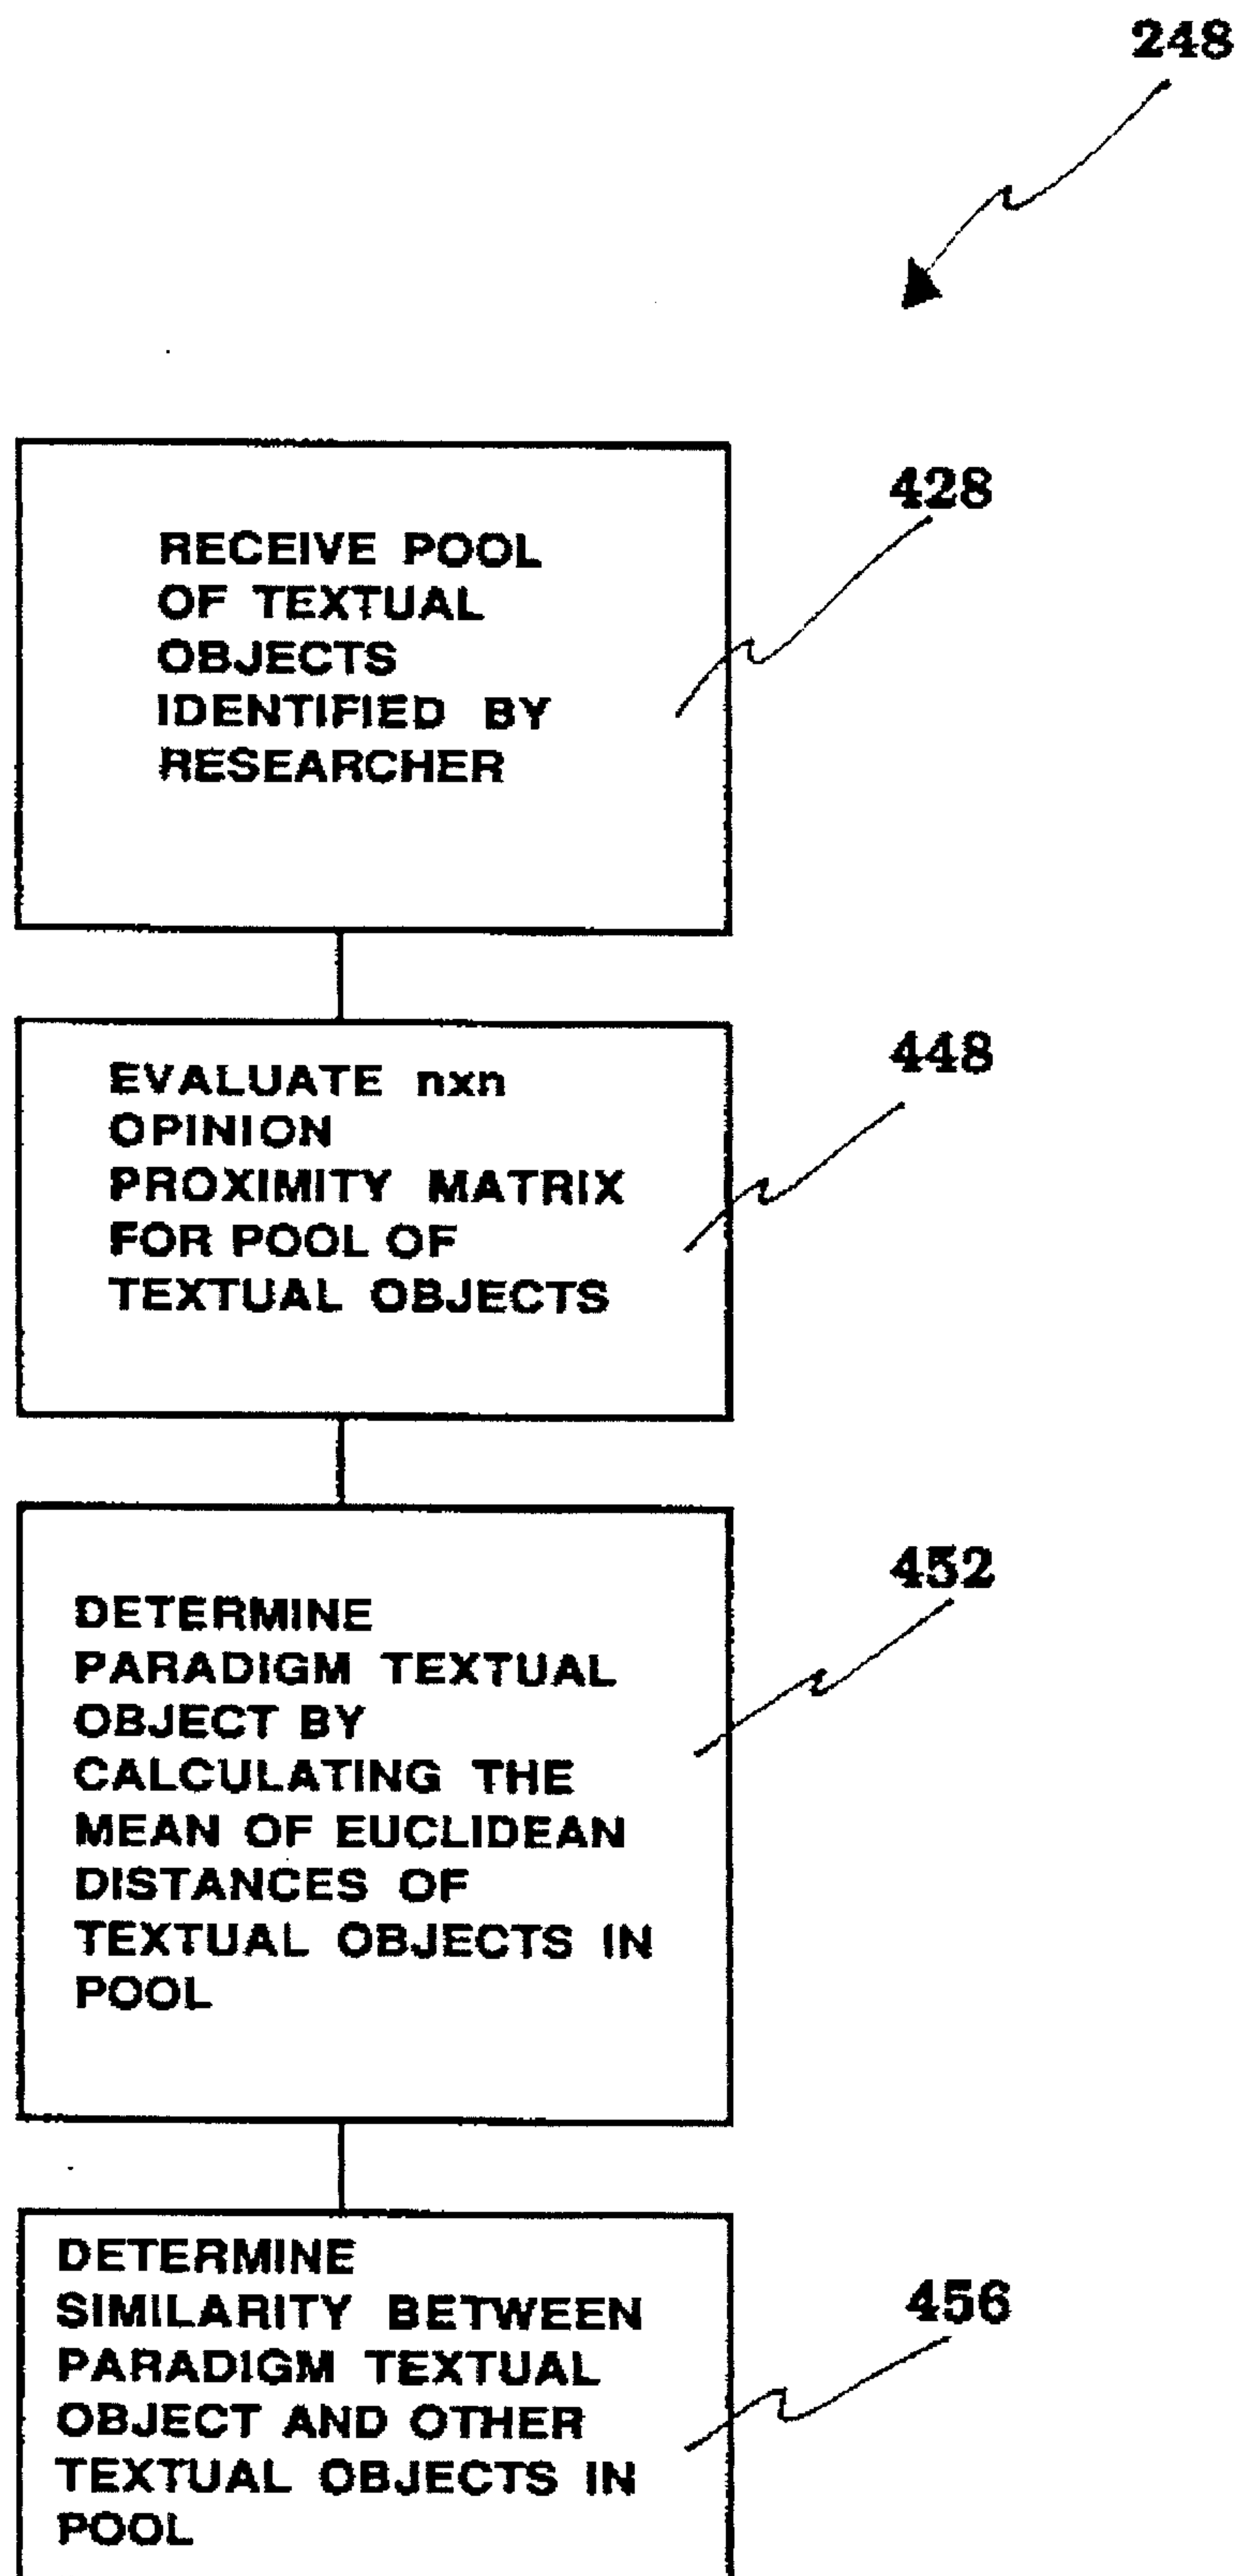 248
428
RECEIVE POOL
OF TEXTUAL
OBJECTS
IDENTIFIED BY
RESEARCHER
448
EVALUATE nxn
OPINION
PROXIMITY MATRIX
FOR POOL OF
TEXTUAL OBJECTS
452
DETERMINE
PARADIGM TEXTUAL
OBJECT BY
CALCULATING THE
MEAN OF EUCLIDEAN
DISTANCES OF
TEXTUAL OBJECTS IN
POOL
456
DETERMINE
SIMILARITY BETWEEN
PARADIGM TEXTUAL
OBJECT AND OTHER
TEXTUAL OBJECTS IN
POOL